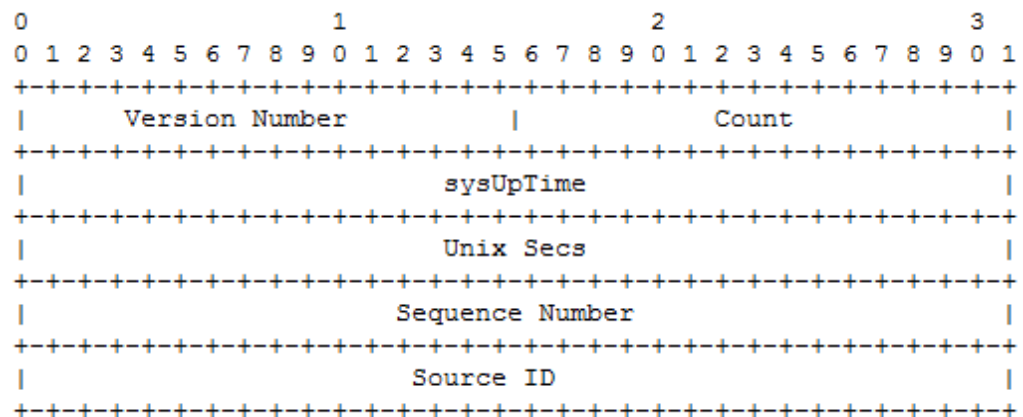 0                   1                   2                   3
0 1 2 3 4 5 6 7 8 9 0 1 2 3 4 5 6 7 8 9 0 1 2 3 4 5 6 7 8 9 0 1
+-+-+-+-+-+-+-+-+-+-+-+-+-+-+-+-+-+-+-+-+-+-+-+-+-+-+-+-+-+-+-+
|      Version Number          |            Count              |
+-+-+-+-+-+-+-+-+-+-+-+-+-+-+-+-+-+-+-+-+-+-+-+-+-+-+-+-+-+-+-+
|                          sysUpTime                           |
+-+-+-+-+-+-+-+-+-+-+-+-+-+-+-+-+-+-+-+-+-+-+-+-+-+-+-+-+-+-+-+
|                          Unix Secs                           |
+-+-+-+-+-+-+-+-+-+-+-+-+-+-+-+-+-+-+-+-+-+-+-+-+-+-+-+-+-+-+-+
|                       Sequence Number                        |
+-+-+-+-+-+-+-+-+-+-+-+-+-+-+-+-+-+-+-+-+-+-+-+-+-+-+-+-+-+-+-+
|                        Source ID                             |
+-+-+-+-+-+-+-+-+-+-+-+-+-+-+-+-+-+-+-+-+-+-+-+-+-+-+-+-+-+-+-+